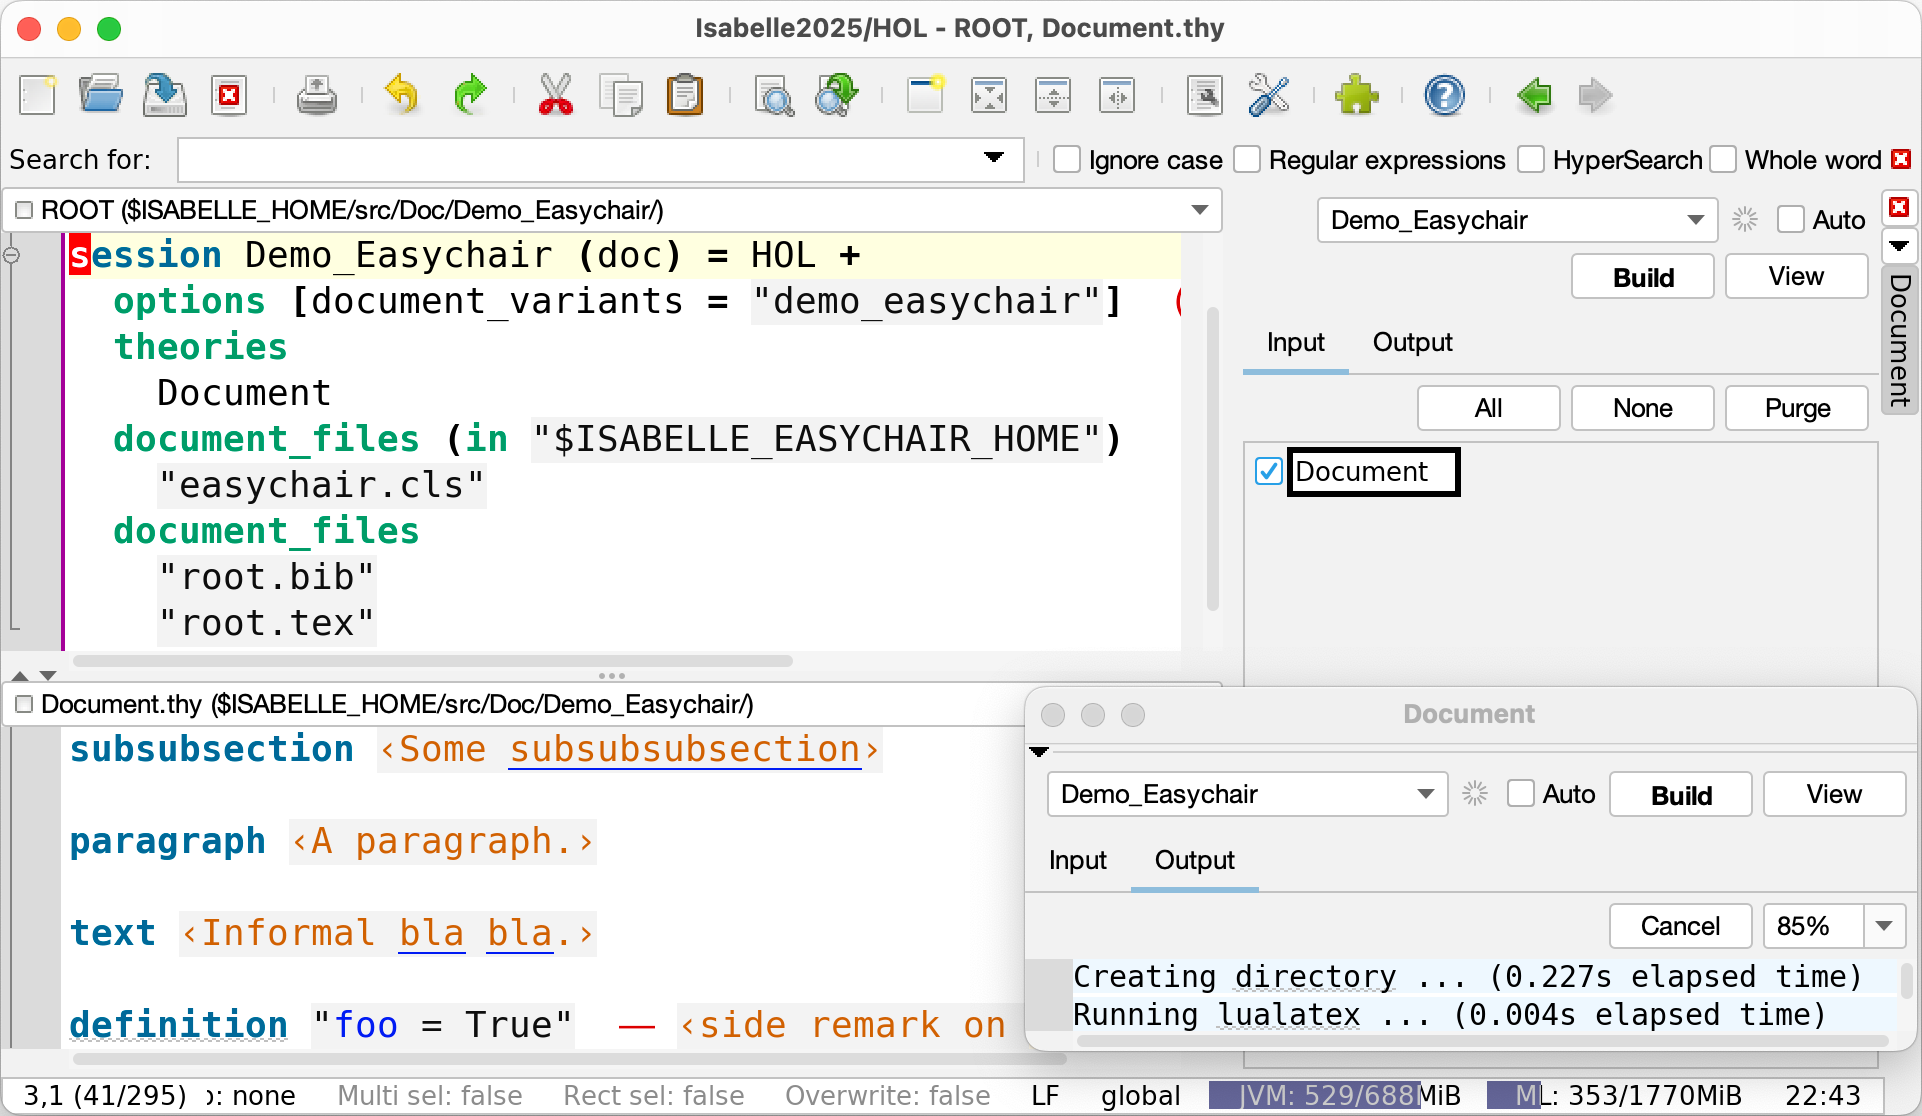 Isabelle2025/HOL - ROOT, Document.thy
Search for:
Ignore case
Regular expressions
HyperSearch
Whole word
ROOT ($ISABELLE_HOME/src/Doc/Demo_Easychair/)
session Demo_Easychair (doc) = HOL +
options [document_variants = "demo_easychair"] (
theories
Document
document_files (in "$ISABELLE_EASYCHAIR_HOME")
"easychair.cls"
document_files
"root.bib"
"root.tex"
Demo_Easychair
Auto
Build
View
Input
Output
All
None
Purge
Document
Document
Document.thy ($ISABELLE_HOME/src/Doc/Demo_Easychair/)
subsubsection ‹Some subsubsubsection›
paragraph ‹A paragraph.›
text ‹Informal bla bla.›
definition "foo = True" — ‹side remark on
Document
Demo_Easychair
Auto
Build
View
Input
Output
Cancel
85%
Creating directory ... (0.227s elapsed time)
Running lualatex ... (0.004s elapsed time)
3,1 (41/295) : none Multi sel: false Rect sel: false Overwrite: false LF global JVM: 529/688MiB ML: 353/1770MiB 22:43